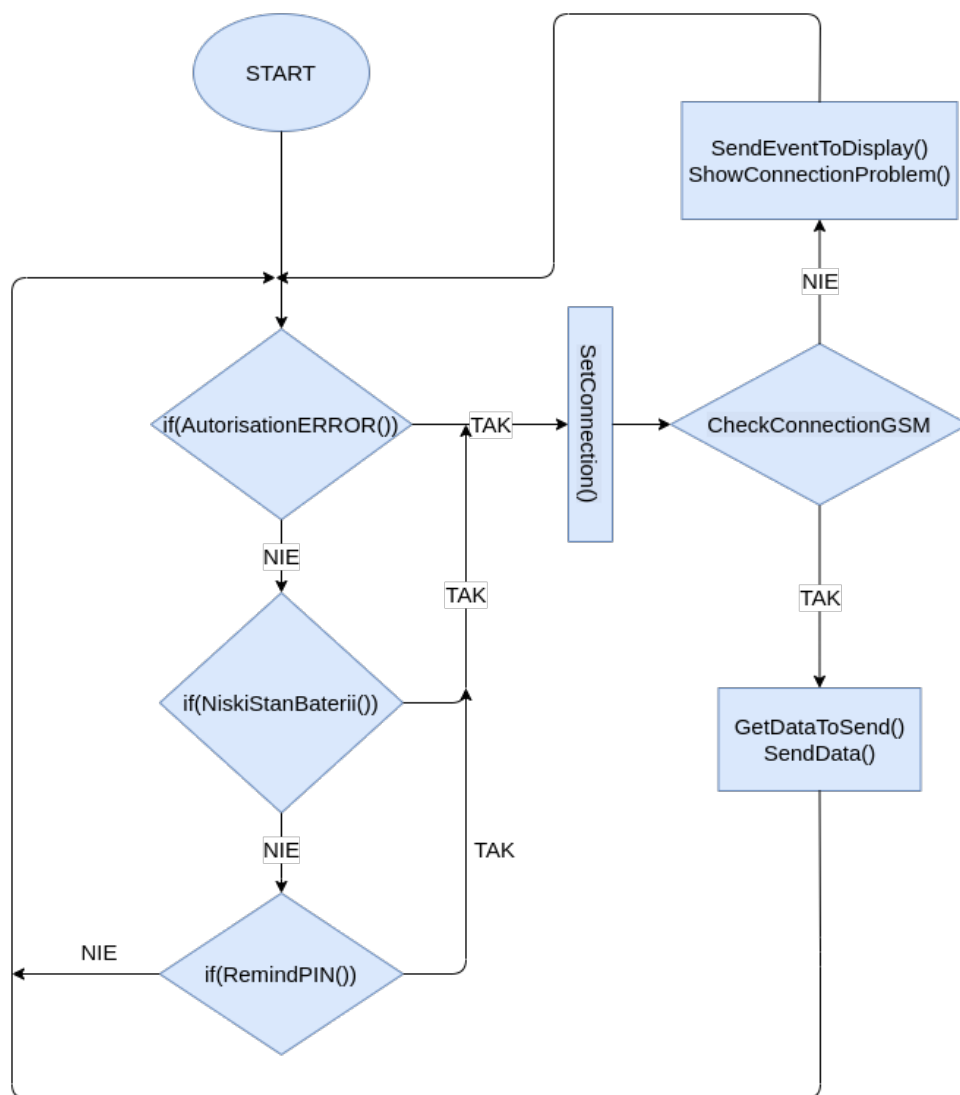 START
SendEventToDisplay()
ShowConnectionProblem()
NIE
if(AutorisationERROR())
TAK
SetConnection()
CheckConnectionGSM
NIE
TAK
TAK
if(NiskiStanBaterii())
GetDataToSend()
SendData()
NIE
TAK
NIE
if(RemindPIN())